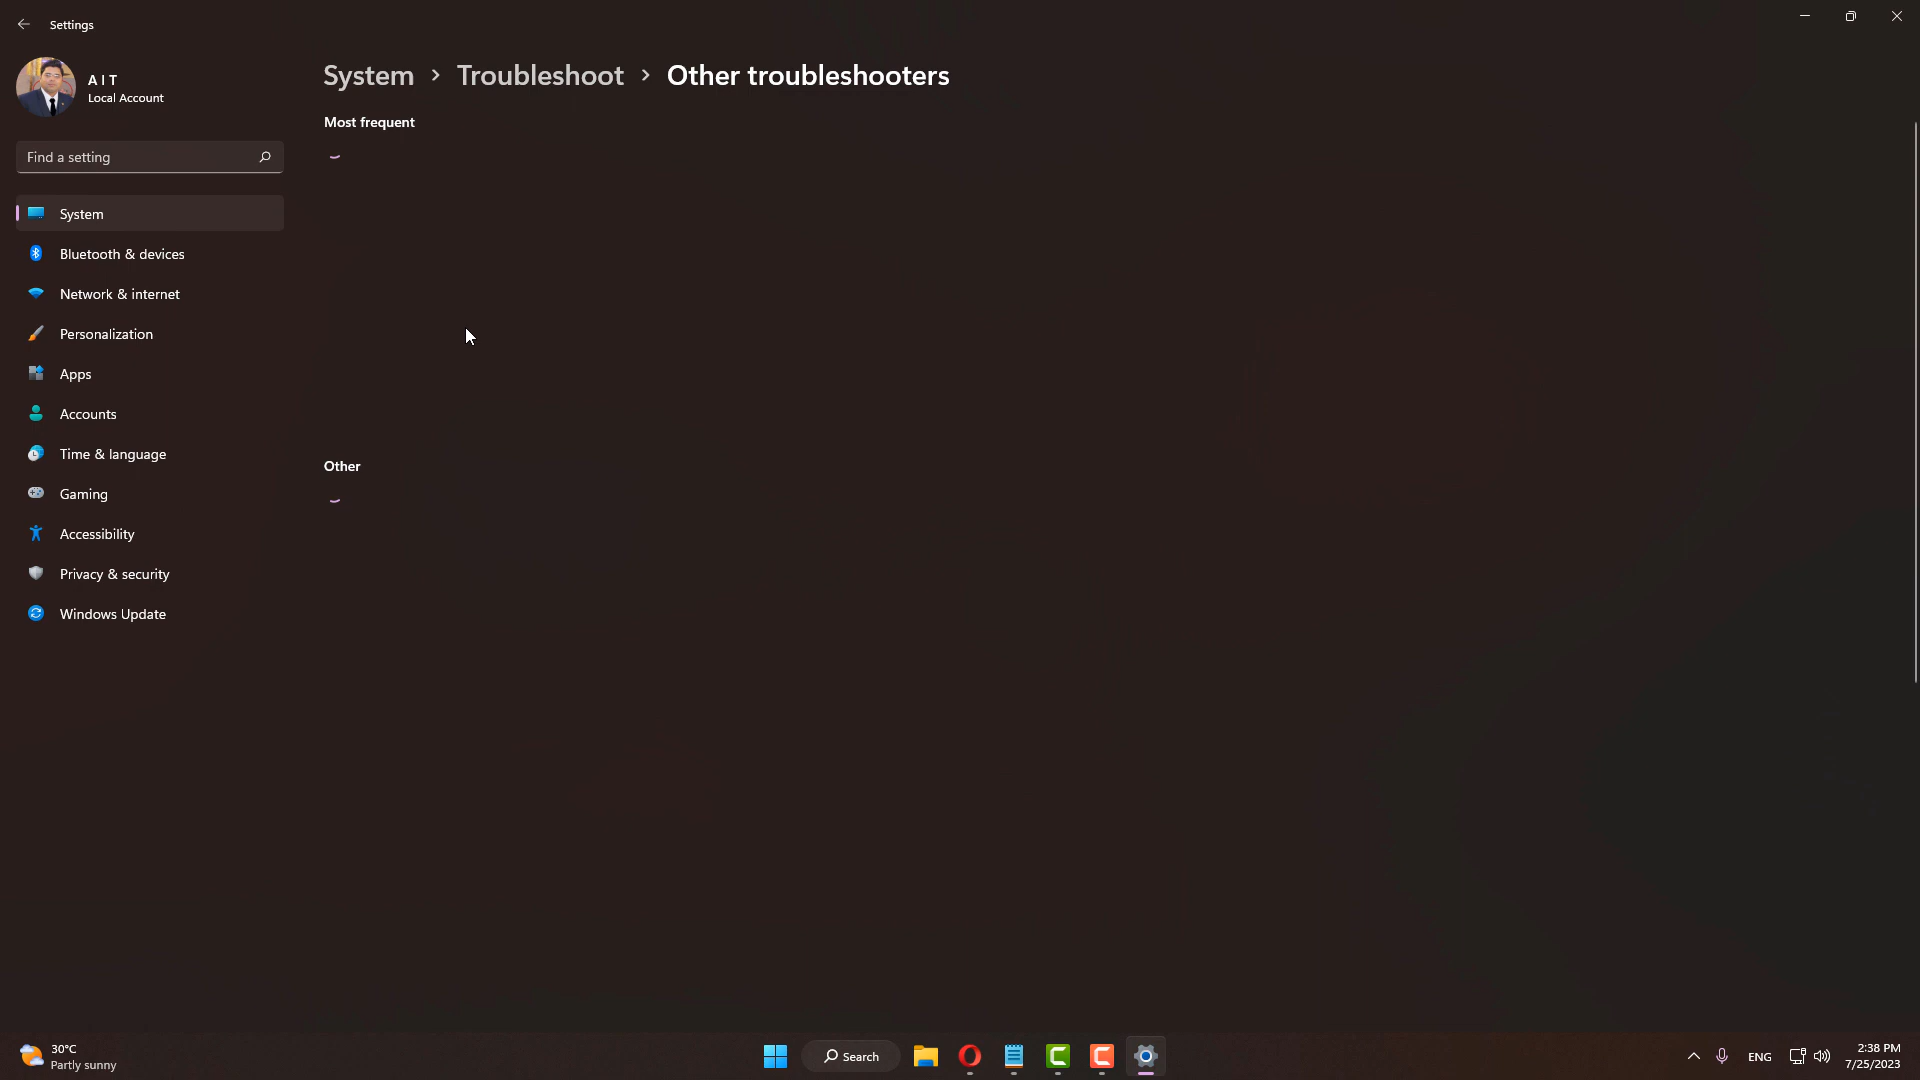 Settings
A I T
Local Account
Find a setting
System
Bluetooth & devices
Network & internet
Personalization
Apps
Accounts
Time & language
Gaming
Accessibility
Privacy & security
Windows Update
System > Troubleshoot > Other troubleshooters
Most frequent
Other
30°C
Partly sunny
Search
ENG
2:38 PM
7/25/2023